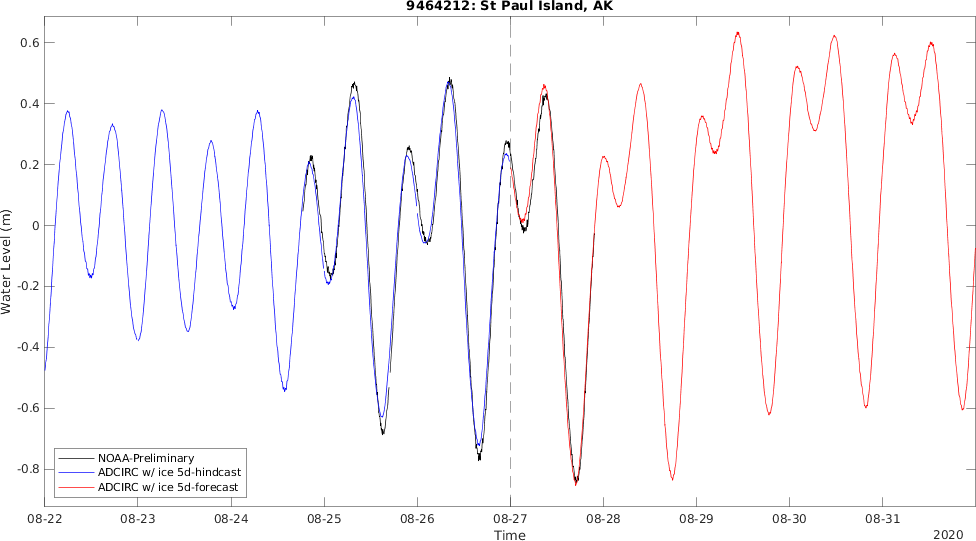 9464212: St Paul Island, AK
0.6
0.4
0.2
0
-0.2
-0.4
-0.6
-0.8
Water Level (m)
NOAA-Preliminary
ADCIRC w/ ice 5d-hindcast
ADCIRC w/ ice 5d-forecast
08-22 08-23 08-24 08-25 08-26 08-27 08-28 08-29 08-30 08-31
Time
2020